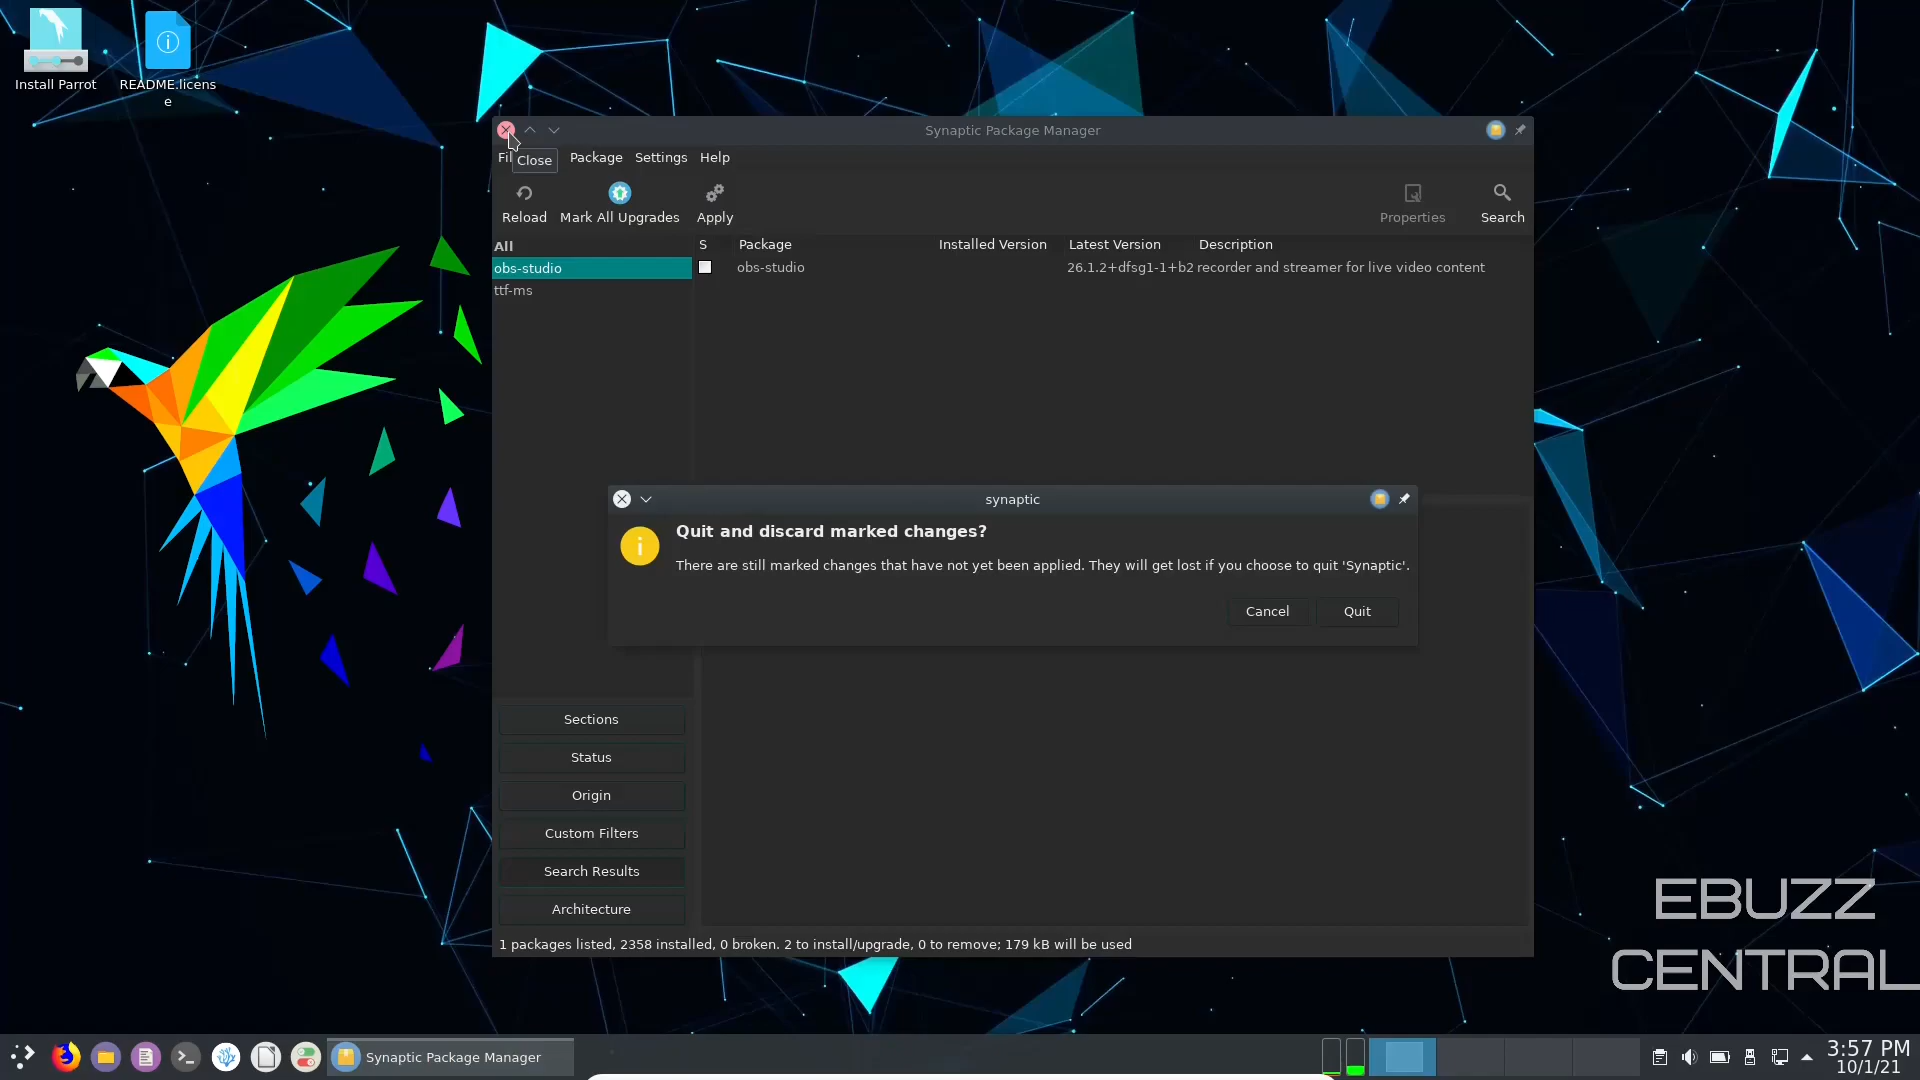 Install Parrot
README.licens
e
Synaptic Package Manager
Fil
Close
Package
Settings
Help
Reload
Mark All Upgrades
Apply
Properties
Search
All
obs-studio
ttf-ms
S
Package
Installed Version
Latest Version
Description
obs-studio
26.1.2+dfsg1-1+b2
recorder and streamer for live video content
synaptic
Quit and discard marked changes?
There are still marked changes that have not yet been applied. They will get lost if you choose to quit 'Synaptic'.
Cancel
Quit
Sections
Status
Origin
Custom Filters
Search Results
Architecture
1 packages listed, 2358 installed, 0 broken. 2 to install/upgrade, 0 to remove; 179 kB will be used
EBUZZ
CENTRAL
Synaptic Package Manager
3:57 PM
10/1/21